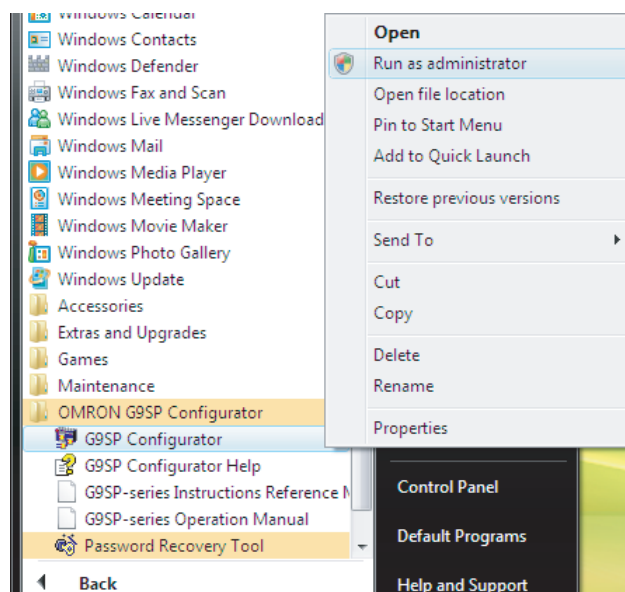 Windows Calendar
Windows Contacts
Windows Defender
Windows Fax and Scan
Windows Live Messenger Download
Windows Mail
Windows Media Player
Windows Meeting Space
Windows Movie Maker
Windows Photo Gallery
Windows Update
Accessories
Extras and Upgrades
Games
Maintenance
OMRON G9SP Configurator
G9SP Configurator
G9SP Configurator Help
G9SP-series Instructions Reference
G9SP-series Operation Manual
Password Recovery Tool
Back
Open
Run as administrator
Open file location
Pin to Start Menu
Add to Quick Launch
Restore previous versions
Send To
Cut
Copy
Delete
Rename
Properties
Control Panel
Default Programs
Help and Support